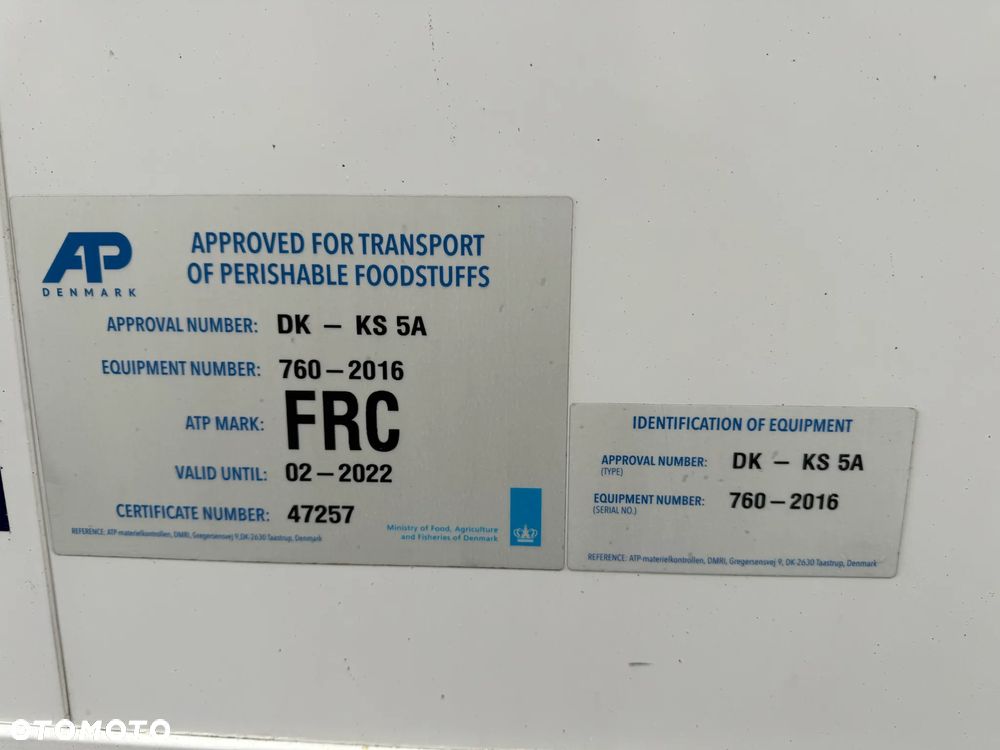 AP
DENMARK
APPROVED FOR TRANSPORT
OF PERISHABLE FOODSTUFFS
APPROVAL NUMBER: DK – KS 5A
EQUIPMENT NUMBER: 760–2016
ATP MARK: FRC
VALID UNTIL: 02–2022
CERTIFICATE NUMBER: 47257
Ministry of Food, Agriculture
and Fisheries of Denmark
REFERENCE: ATP-materielkontrollen, DMRI, Gregersensvej 9, DK-2630 Taastrup, Denmark
IDENTIFICATION OF EQUIPMENT
APPROVAL NUMBER: DK – KS 5A
(TYPE)
EQUIPMENT NUMBER: 760–2016
(SERIAL NO.)
REFERENCE: ATP-materielkontrollen, DMRI, Gregersensvej 9, DK-2630 Taastrup, Denmark
OTOMOTO